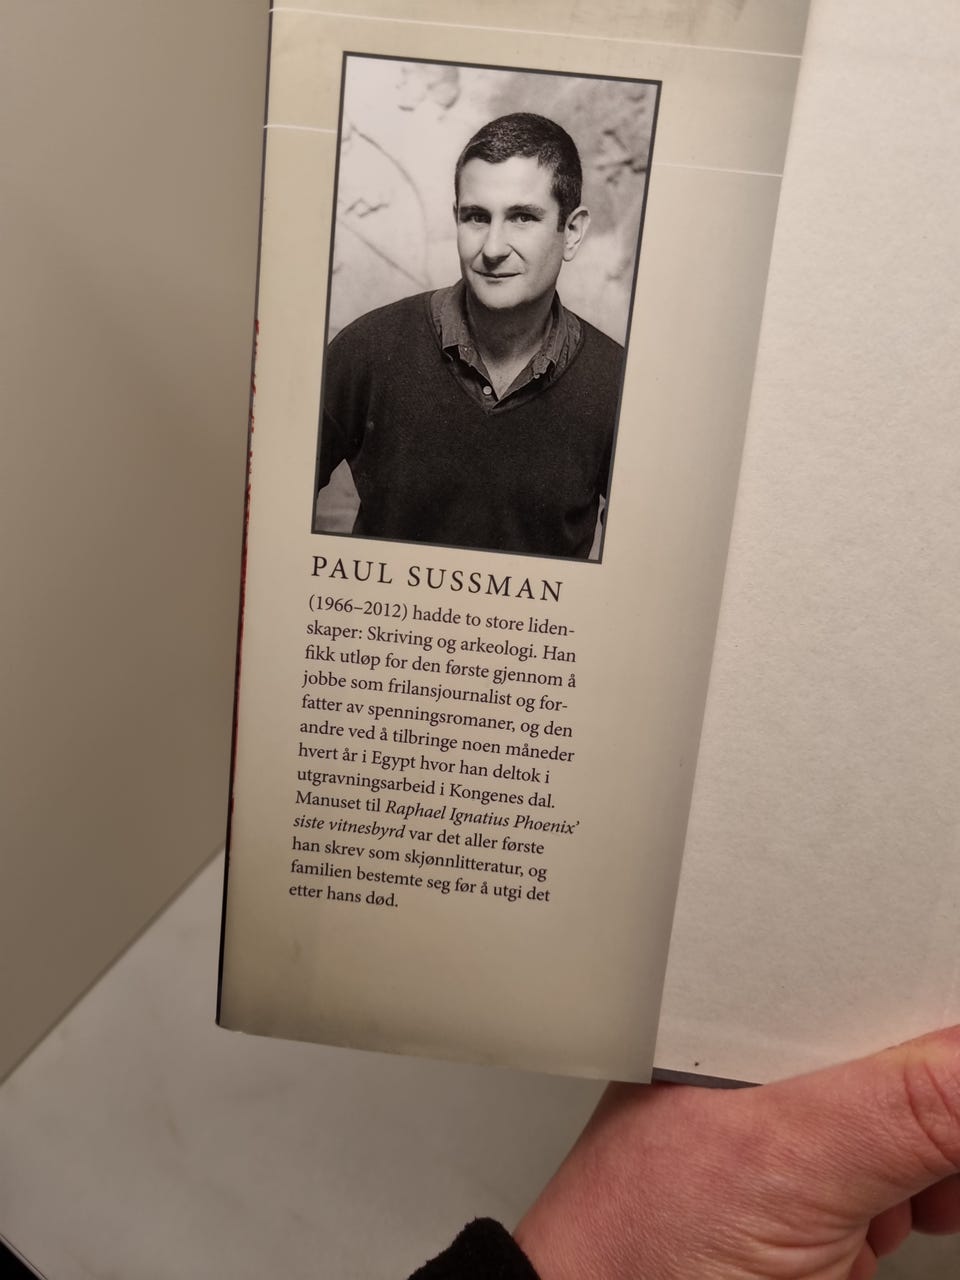 PAUL SUSSMAN
(1966–2012) hadde to store liden-
skaper: Skriving og arkeologi. Han
fikk utløp for den første gjennom å
jobbe som frilansjournalist og for-
fatter av spenningsromaner, og den
andre ved å tilbringe noen måneder
hvert år i Egypt hvor han deltok i
utgravningsarbeid i Kongenes dal.
Manuset til Raphael Ignatius Phoenix’
siste vitnesbyrd var det aller første
han skrev som skjønnlitteratur, og
familien bestemte seg før å utgi det
etter hans død.